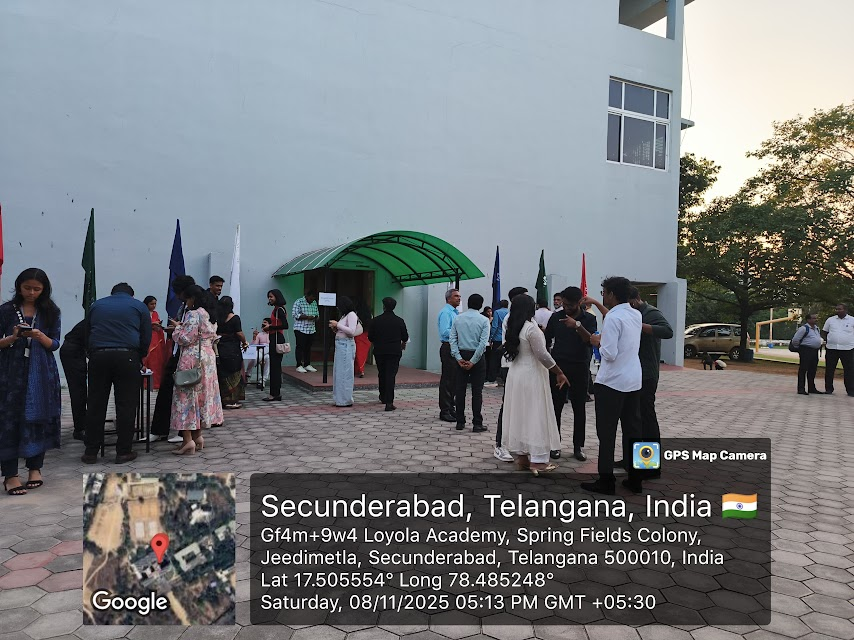 GPS Map Camera
Secunderabad, Telangana, India
Gf4m+9w4 Loyola Academy, Spring Fields Colony,
Jeedimetla, Secunderabad, Telangana 500010, India
Lat 17.505554° Long 78.485248°
Saturday, 08/11/2025 05:13 PM GMT +05:30
Google